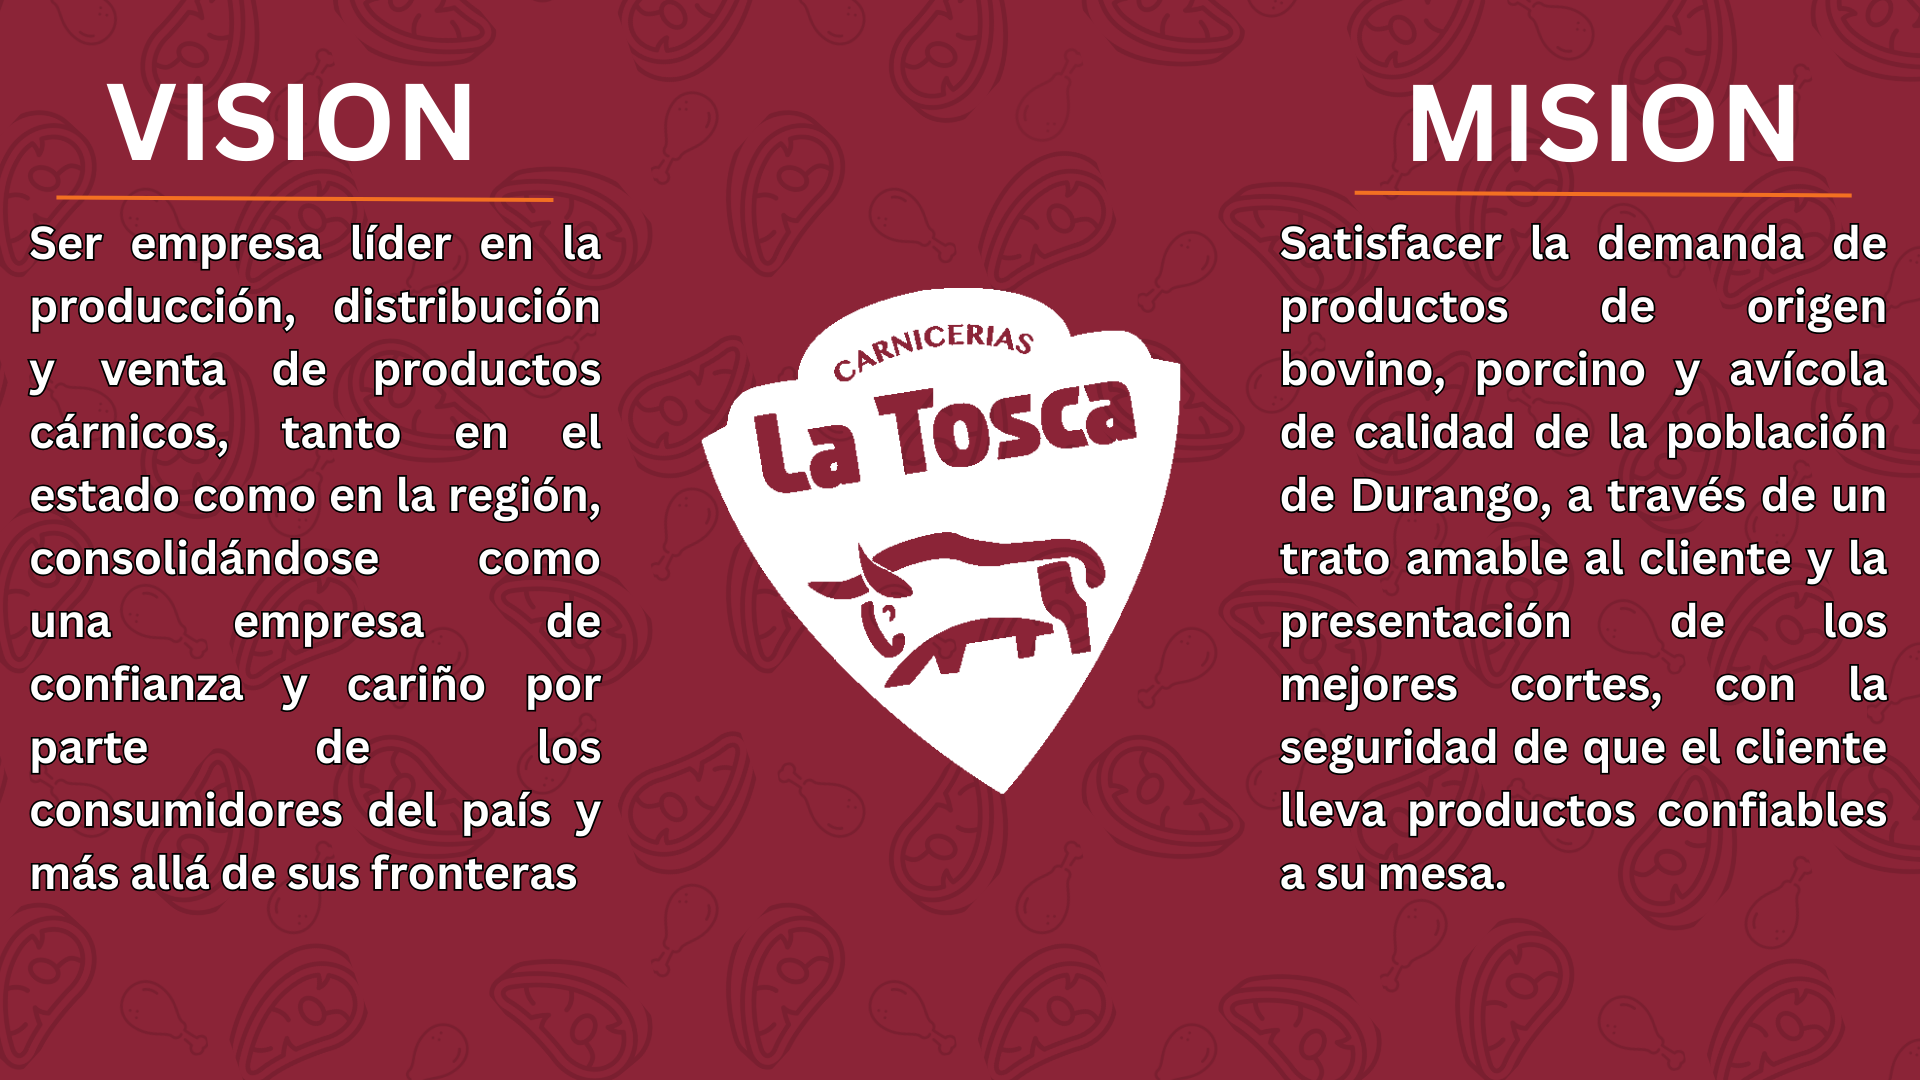 VISION
Ser empresa líder en la
producción, distribución
y venta de productos
cárnicos, tanto en el
estado como en la región,
consolidándose como
una empresa de
confianza y cariño por
parte de los
consumidores del país y
más allá de sus fronteras
CARNICERIAS
La Tosca
MISION
Satisfacer la demanda de
productos de origen
bovino, porcino y avícola
de calidad de la población
de Durango, a través de un
trato amable al cliente y la
presentación de los
mejores cortes, con la
seguridad de que el cliente
lleva productos confiables
a su mesa.